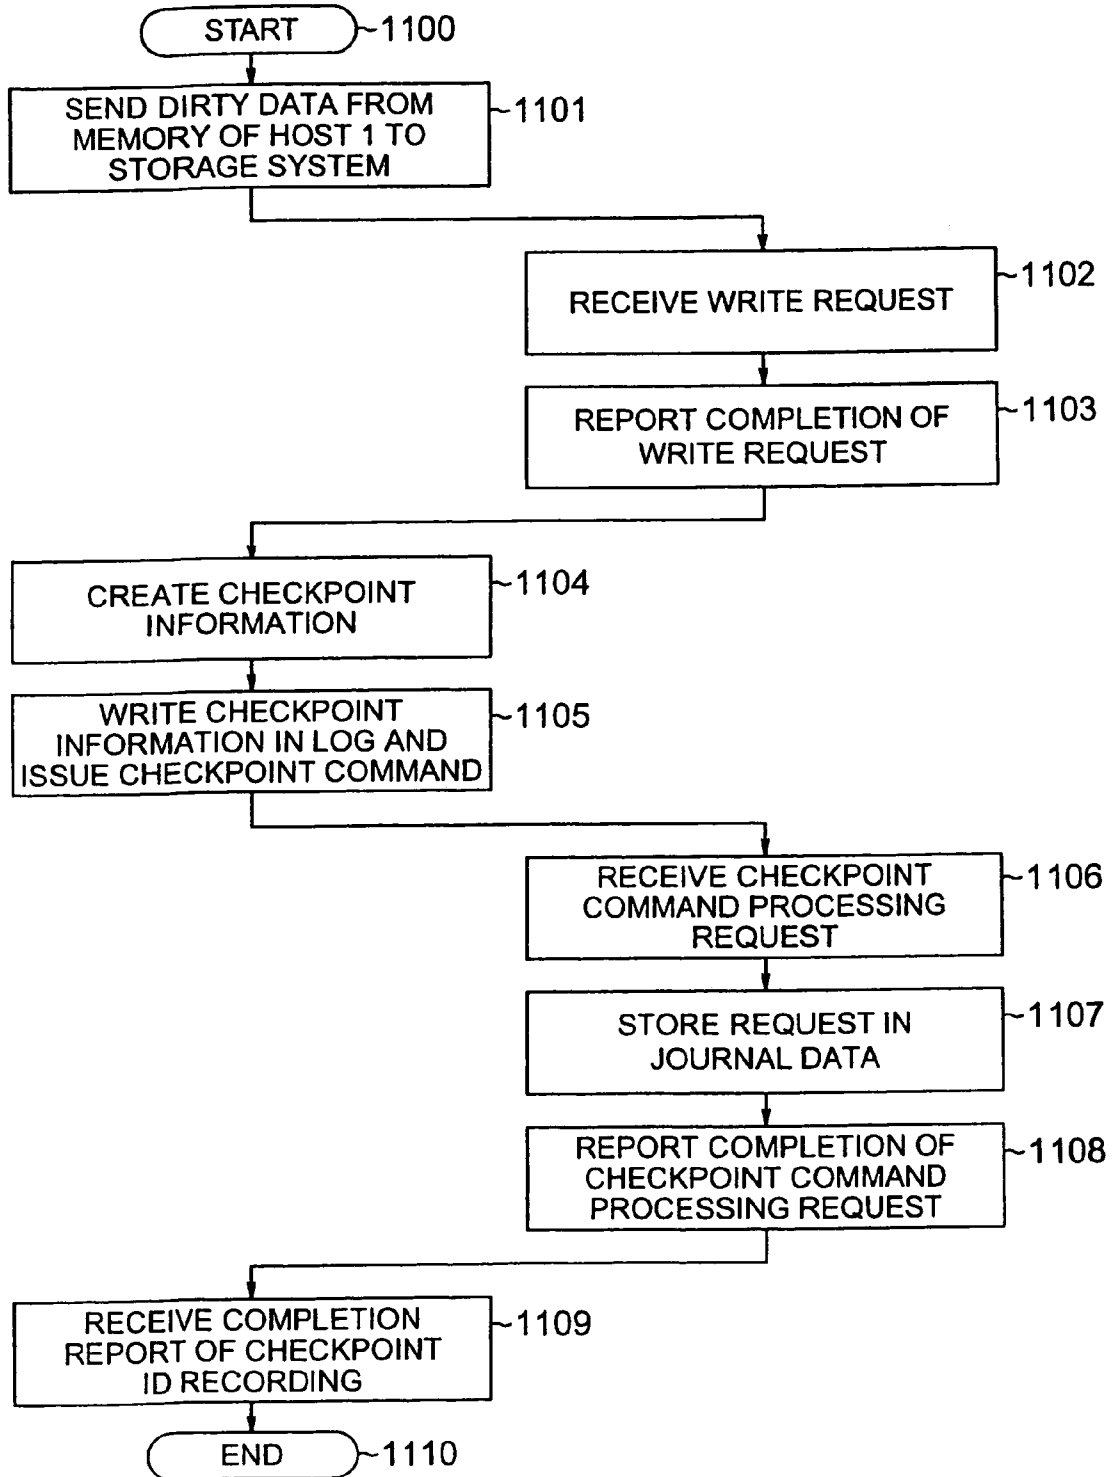 START
1100
SEND DIRTY DATA FROM
MEMORY OF HOST 1 TO
STORAGE SYSTEM
1101
RECEIVE WRITE REQUEST
1102
REPORT COMPLETION OF
WRITE REQUEST
1103
CREATE CHECKPOINT
INFORMATION
1104
WRITE CHECKPOINT
INFORMATION IN LOG AND
ISSUE CHECKPOINT COMMAND
1105
RECEIVE CHECKPOINT
COMMAND PROCESSING
REQUEST
1106
STORE REQUEST IN
JOURNAL DATA
1107
REPORT COMPLETION OF
CHECKPOINT COMMAND
PROCESSING REQUEST
1108
RECEIVE COMPLETION
REPORT OF CHECKPOINT
ID RECORDING
1109
END
1110